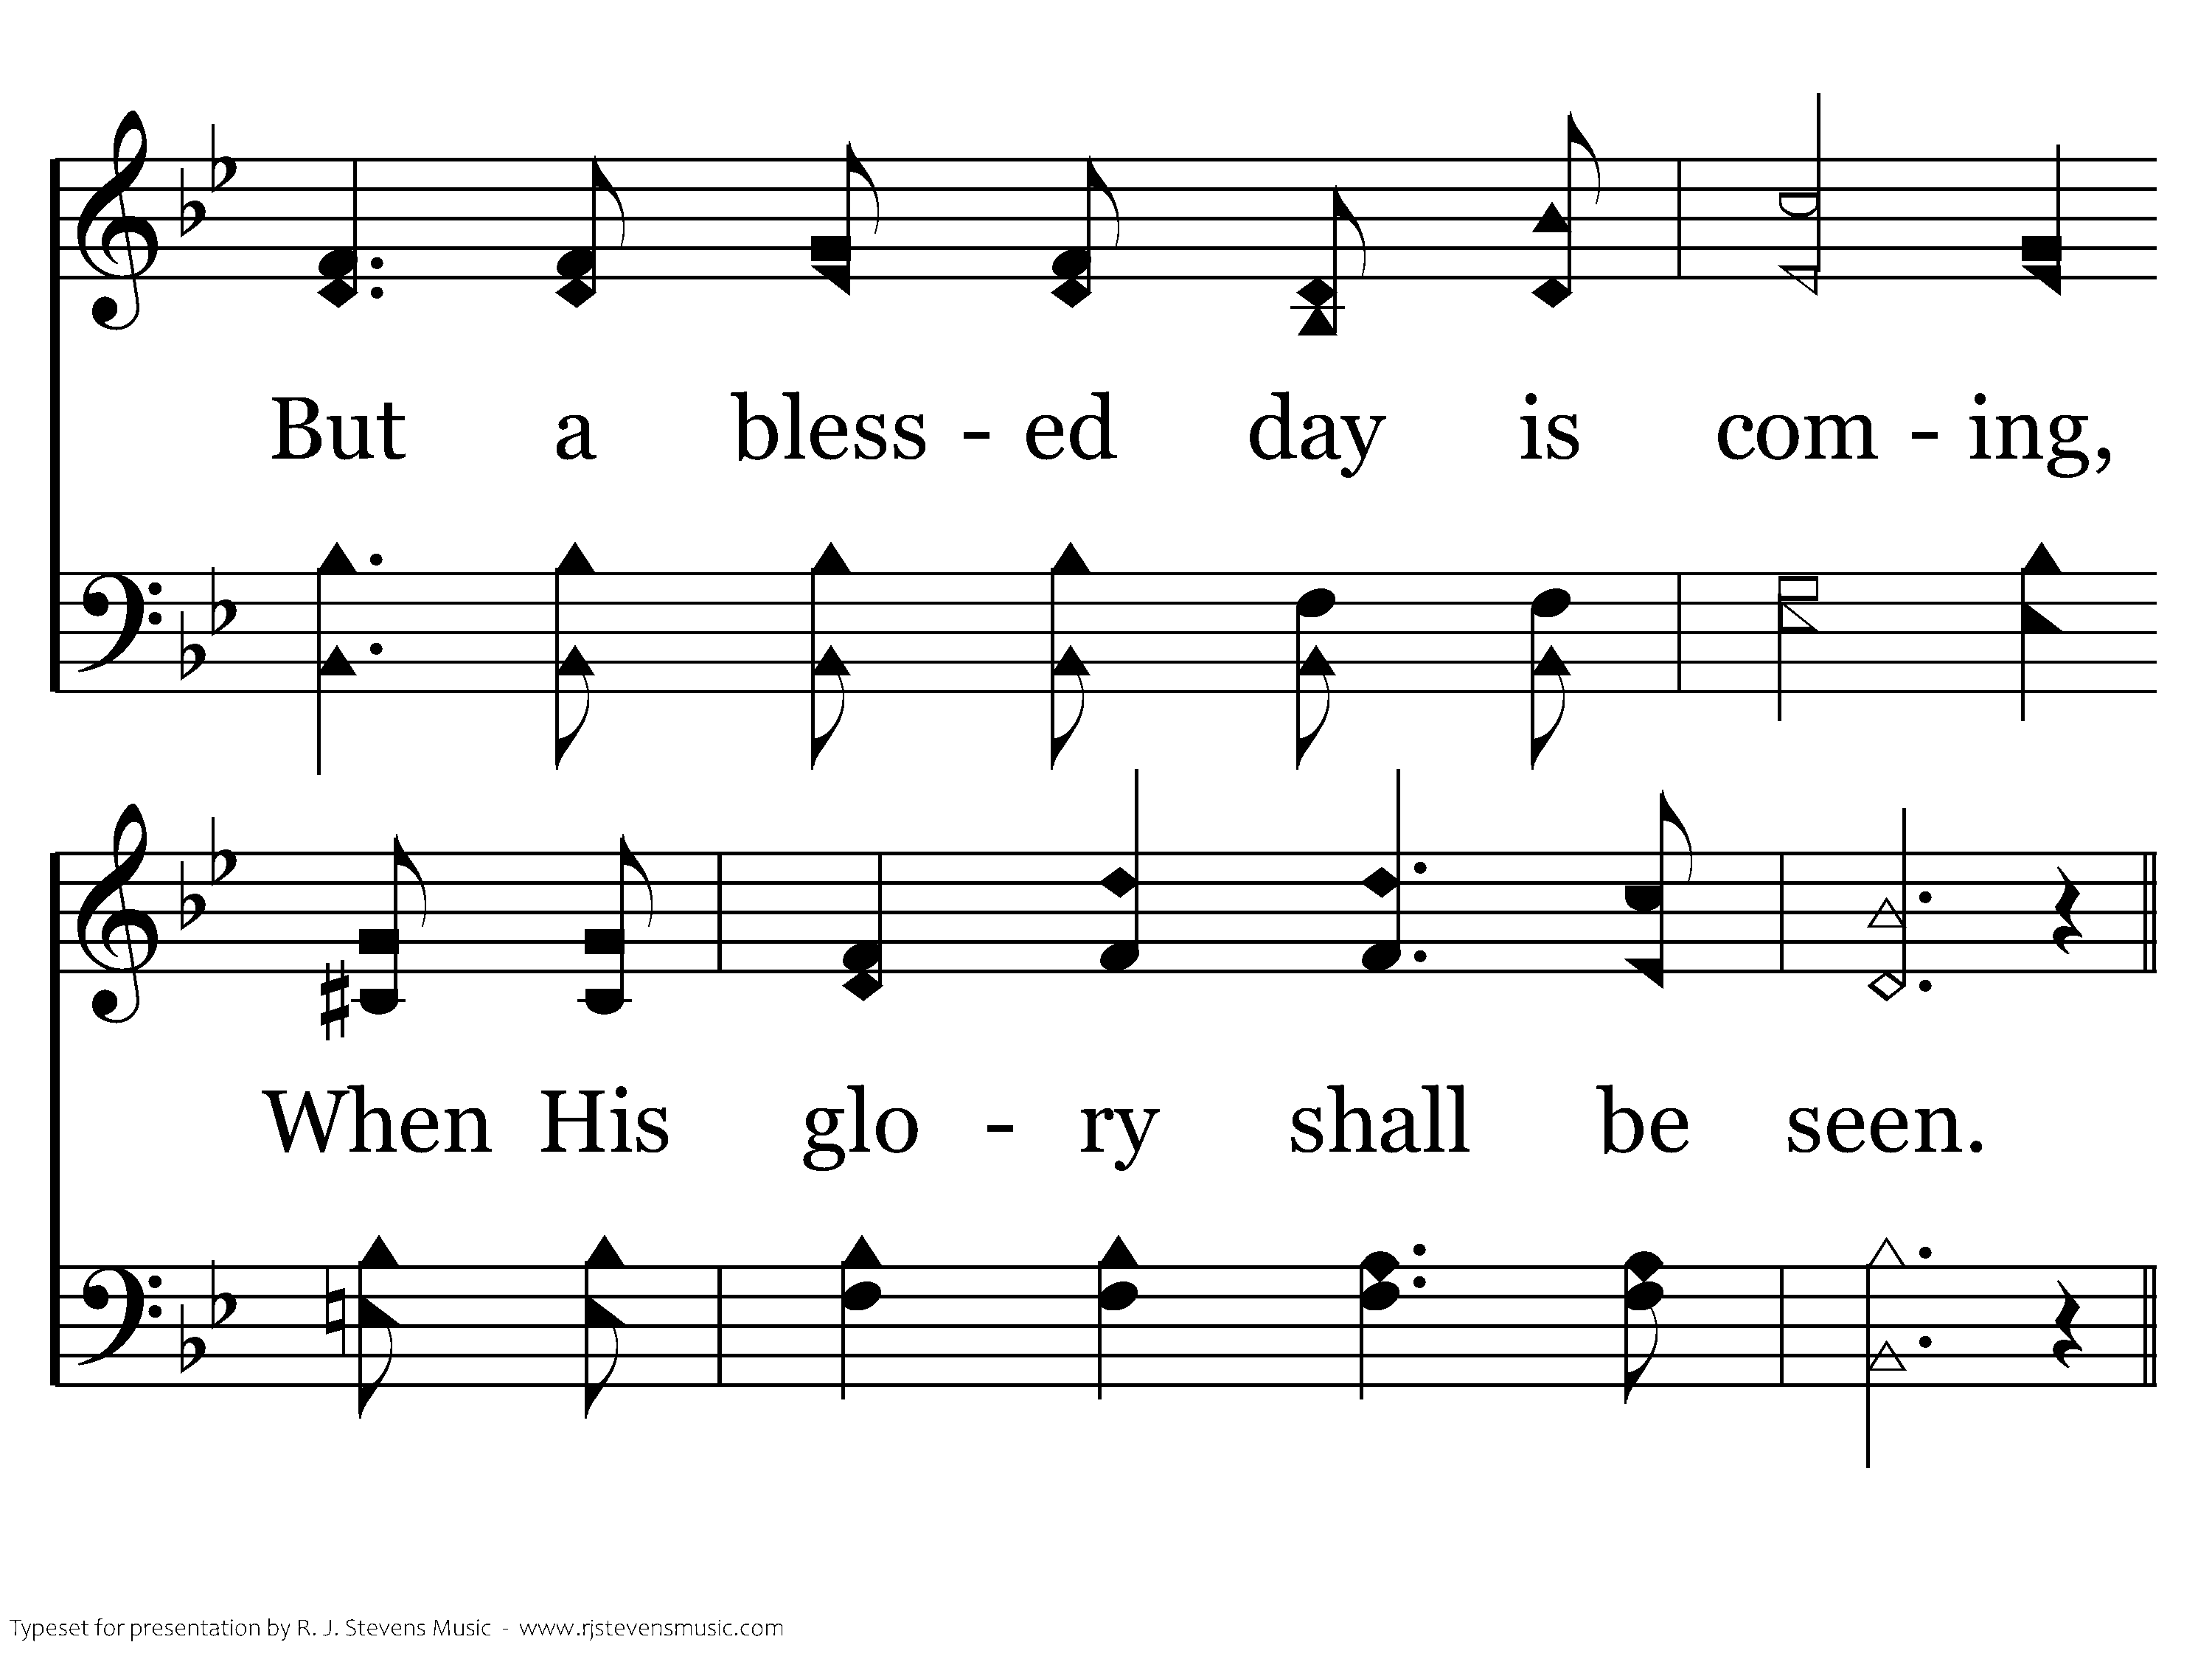 But a bless - ed day is com - ing,
When His glo - ry shall be seen.
Typeset for presentation by R. J. Stevens Music - www.rjstevensmusic.com